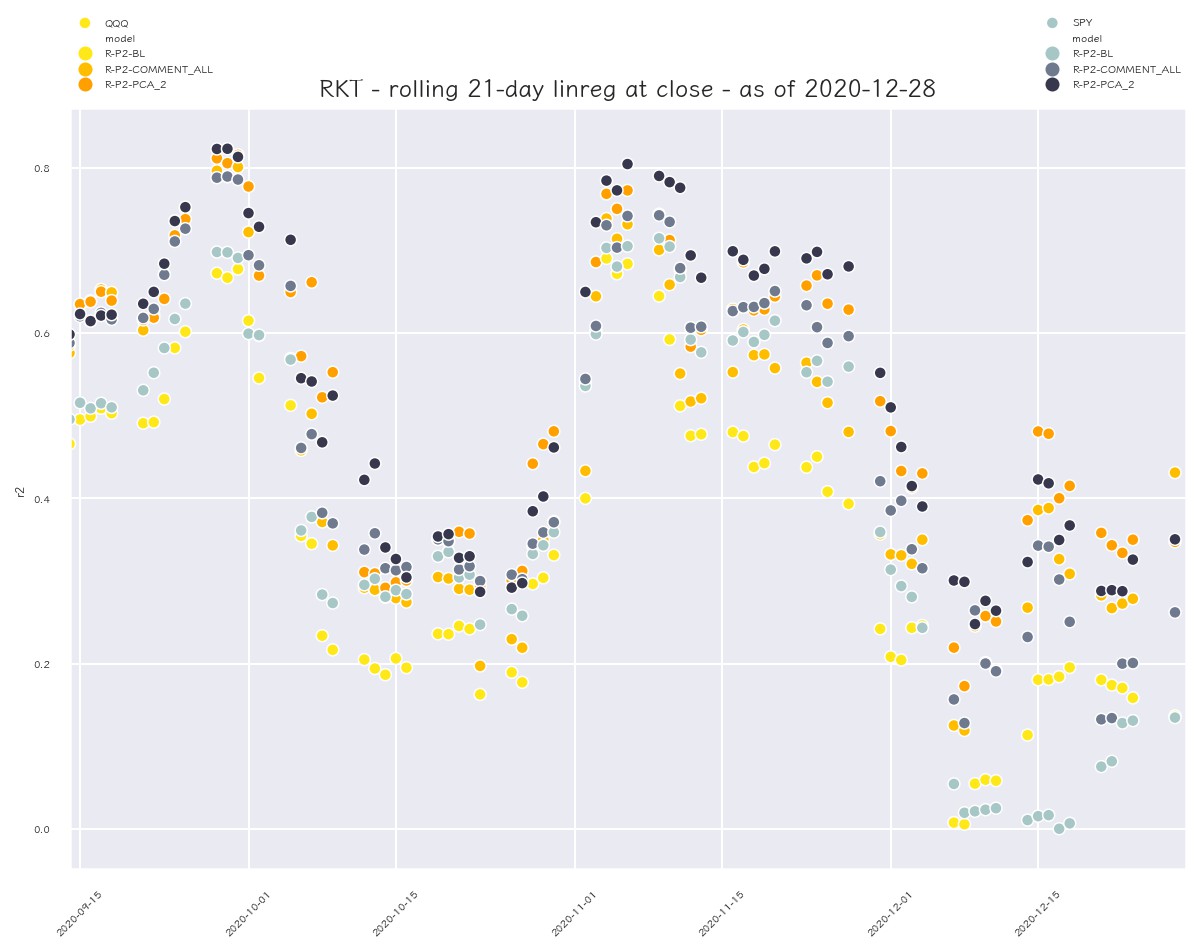 QQQ
model
R-P2-BL
R-P2-COMMENT_ALL
R-P2-PCA_2
SPY
model
R-P2-BL
R-P2-COMMENT_ALL
R-P2-PCA_2
RKT - rolling 21-day linreg at close - as of 2020-12-28
0.8
0.6
r2
0.4
0.2
0.0
2020-09-15
2020-10-01
2020-10-15
2020-11-01
2020-11-15
2020-12-01
2020-12-15